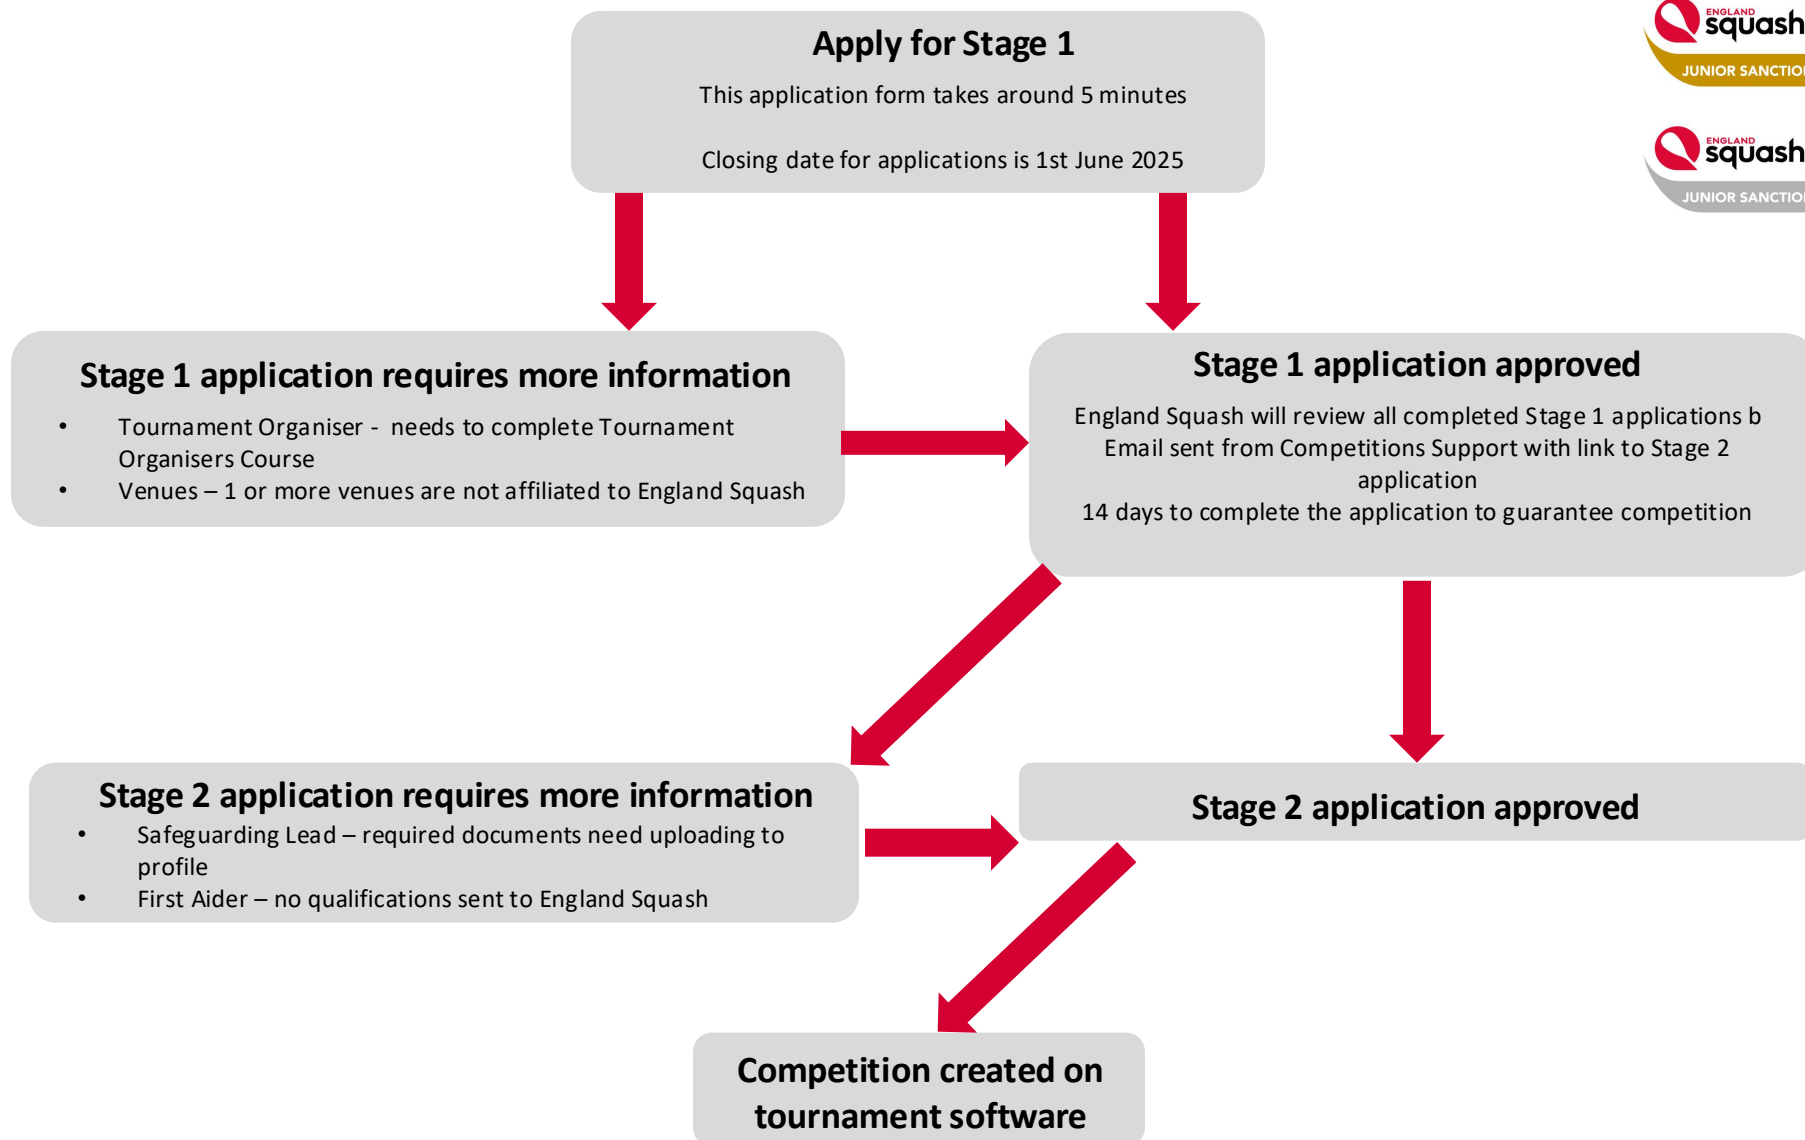 Apply for Stage 1
This application form takes around 5 minutes
Closing date for applications is 1st June 2025
ENGLAND
squash
JUNIOR SANCTION
ENGLAND
squash
JUNIOR SANCTION
Stage 1 application requires more information
• Tournament Organiser - needs to complete Tournament
Organisers Course
• Venues – 1 or more venues are not affiliated to England Squash
Stage 1 application approved
England Squash will review all completed Stage 1 applications b
Email sent from Competitions Support with link to Stage 2
application
14 days to complete the application to guarantee competition
Stage 2 application requires more information
• Safeguarding Lead – required documents need uploading to
profile
• First Aider – no qualifications sent to England Squash
Stage 2 application approved
Competition created on
tournament software